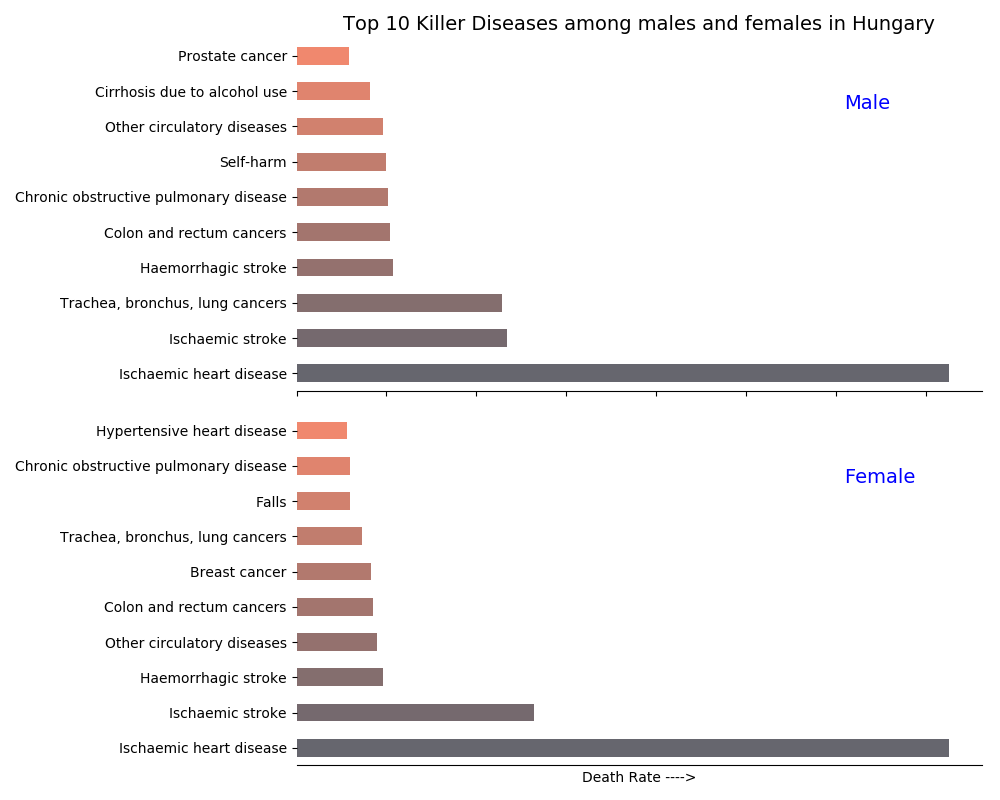 Top 10 Killer Diseases among males and females in Hungary
Prostate cancer
Cirrhosis due to alcohol use
Male
Other circulatory diseases
Self-harm
Chronic obstructive pulmonary disease
Colon and rectum cancers
Haemorrhagic stroke
Trachea, bronchus, lung cancers
Ischaemic stroke
Ischaemic heart disease
Hypertensive heart disease
Chronic obstructive pulmonary disease
Female
Falls
Trachea, bronchus, lung cancers
Breast cancer
Colon and rectum cancers
Other circulatory diseases
Haemorrhagic stroke
Ischaemic stroke
Ischaemic heart disease
Death Rate ---->